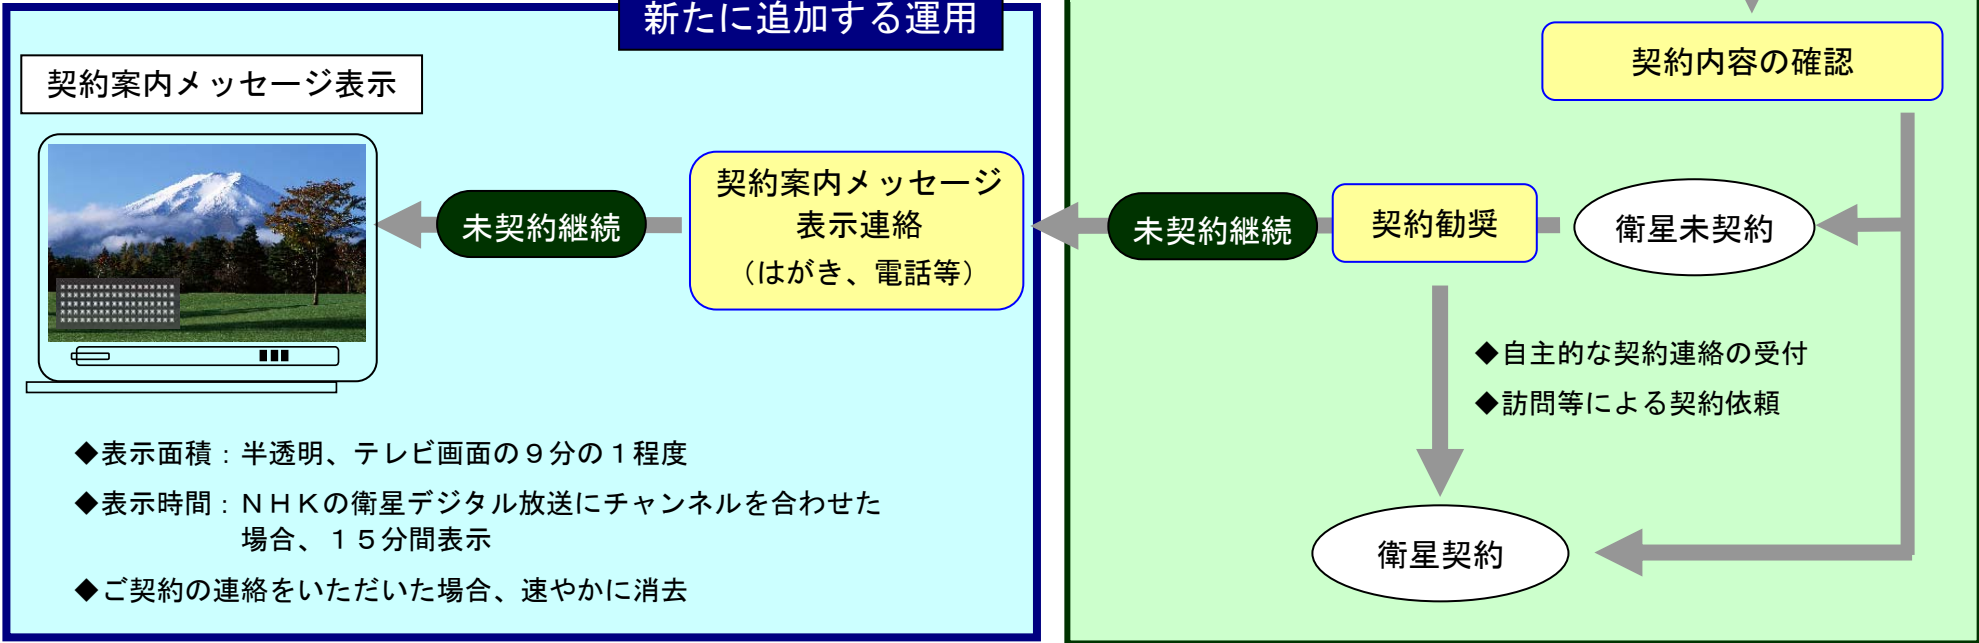 新たに追加する運用
契約案内メッセージ表示
未契約継続
契約案内メッセージ
表示連絡
（はがき、電話等）
◆表示面積：半透明、テレビ画面の９分の１程度
◆表示時間：ＮＨＫの衛星デジタル放送にチャンネルを合わせた
場合、１５分間表示
◆ご契約の連絡をいただいた場合、速やかに消去
契約内容の確認
未契約継続
契約勧奨
衛星未契約
◆自主的な契約連絡の受付
◆訪問等による契約依頼
衛星契約